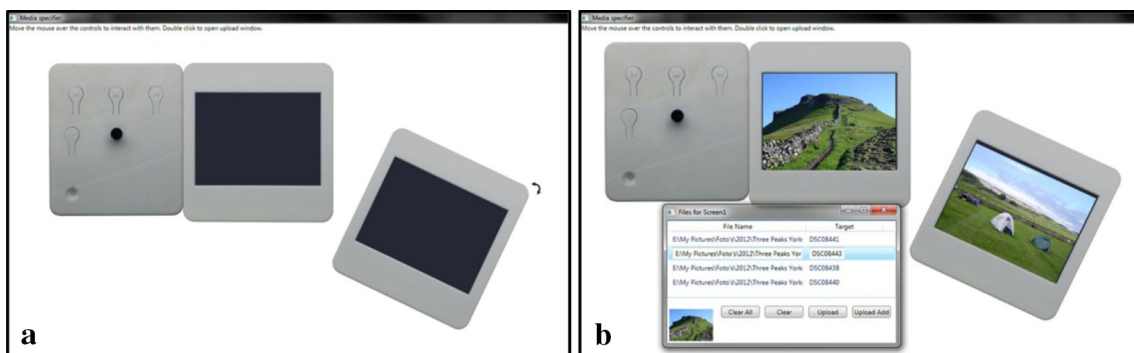 Media specifier
Move the mouse over the controls to interact with them. Double click to open upload window.
a
Media specifier
Move the mouse over the controls to interact with them. Double click to open upload window.
Files for Screen1
File Name Target
E:\My Pictures\Foto's\2012\Three Peaks York DSC08441
E:\My Pictures\Foto's\2012\Three Peaks Yor DSC08443
E:\My Pictures\Foto's\2012\Three Peaks York DSC08438
E:\My Pictures\Foto's\2012\Three Peaks York DSC08440
Clear All Clear Upload Upload Add
b